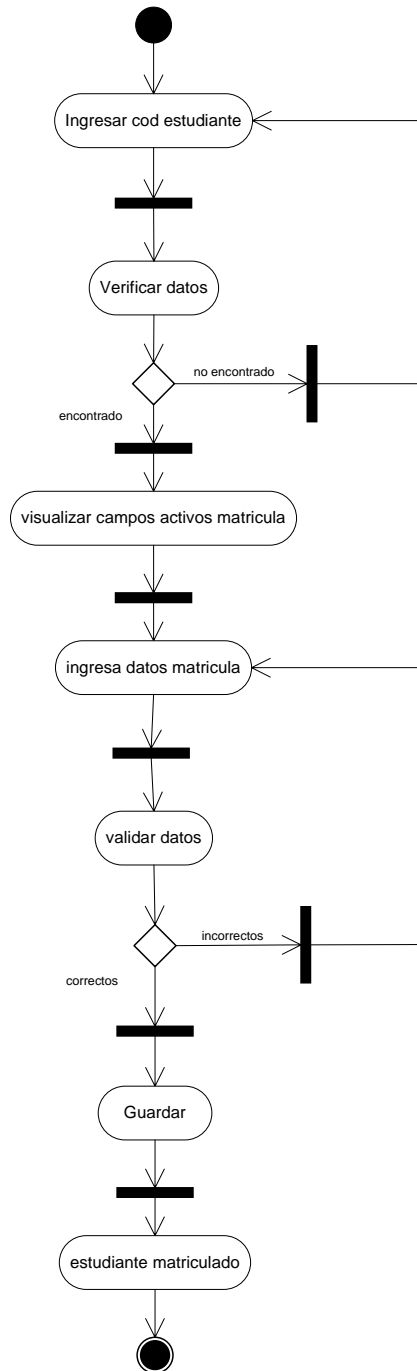 Ingresar cod estudiante
Verificar datos
no encontrado
encontrado
visualizar campos activos matricula
ingresa datos matricula
validar datos
incorrectos
correctos
Guardar
estudiante matriculado